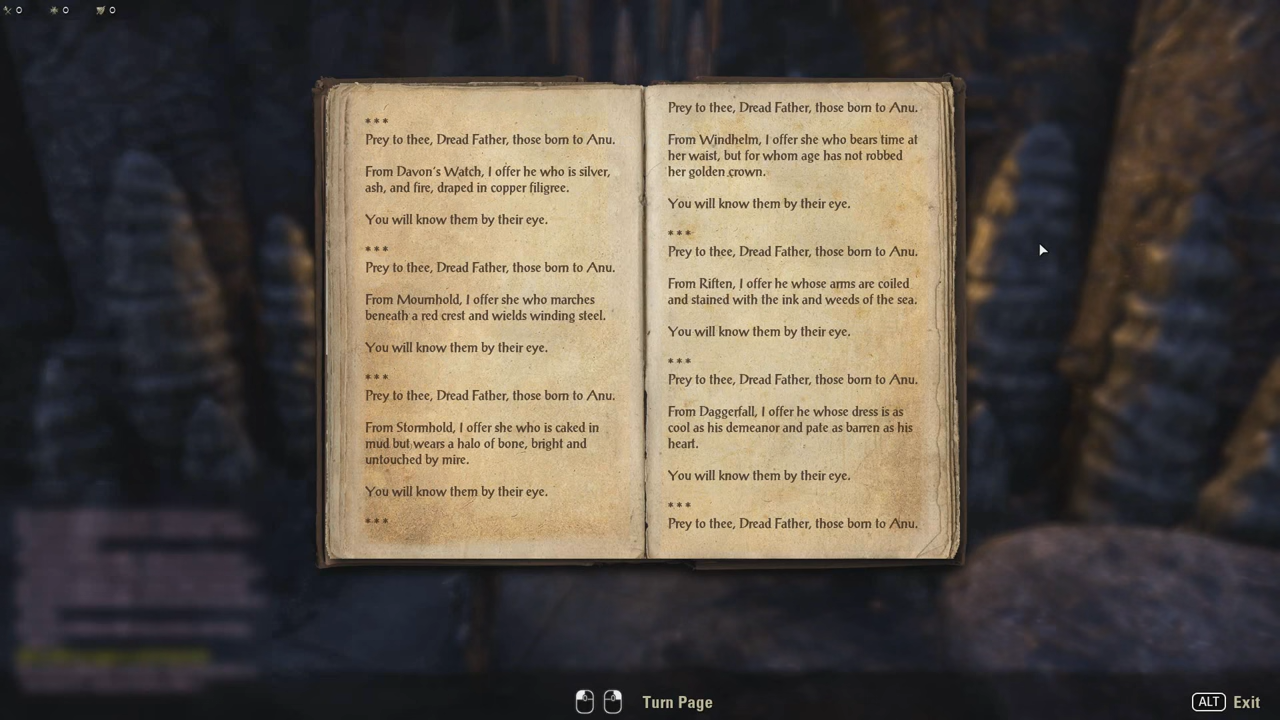 0 0 0
* * *
Prey to thee, Dread Father, those born to Anu.
From Davon's Watch, I offer he who is silver,
ash, and fire, draped in copper filigree.
You will know them by their eye.
* * *
Prey to thee, Dread Father, those born to Anu.
From Mournhold, I offer she who marches
beneath a red crest and wields winding steel.
You will know them by their eye.
* * *
Prey to thee, Dread Father, those born to Anu.
From Stormhold, I offer she who is caked in
mud but wears a halo of bone, bright and
untouched by mire.
You will know them by their eye.
* * *
Prey to thee, Dread Father, those born to Anu.
From Windhelm, I offer she who bears time at
her waist, but for whom age has not robbed
her golden crown.
You will know them by their eye.
* * *
Prey to thee, Dread Father, those born to Anu.
From Riften, I offer he whose arms are coiled
and stained with the ink and weeds of the sea.
You will know them by their eye.
* * *
Prey to thee, Dread Father, those born to Anu.
From Daggerfall, I offer he whose dress is as
cool as his demeanor and pate as barren as his
heart.
You will know them by their eye.
* * *
Prey to thee, Dread Father, those born to Anu.
Turn Page
ALT Exit